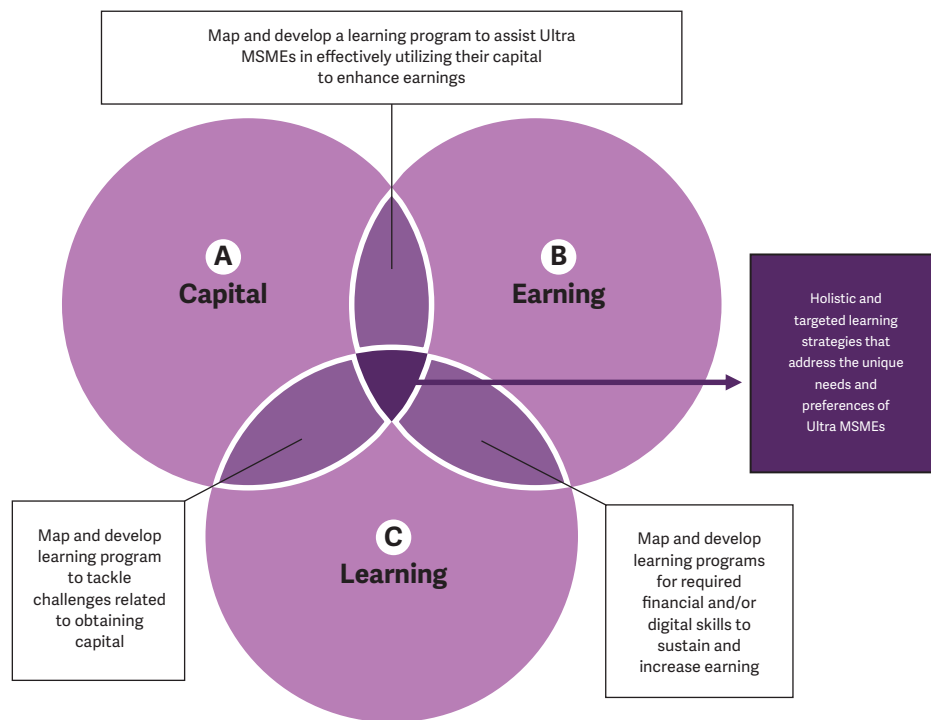 Map and develop a learning program to assist Ultra
MSMEs in effectively utilizing their capital
to enhance earnings
A
Capital
B
Earning
Holistic and
targeted learning
strategies that
address the unique
needs and
preferences of
Ultra MSMEs
Map and develop
learning program
to tackle
challenges related
to obtaining
capital
C
Learning
Map and develop
learning programs
for required
financial and/or
digital skills to
sustain and
increase earning